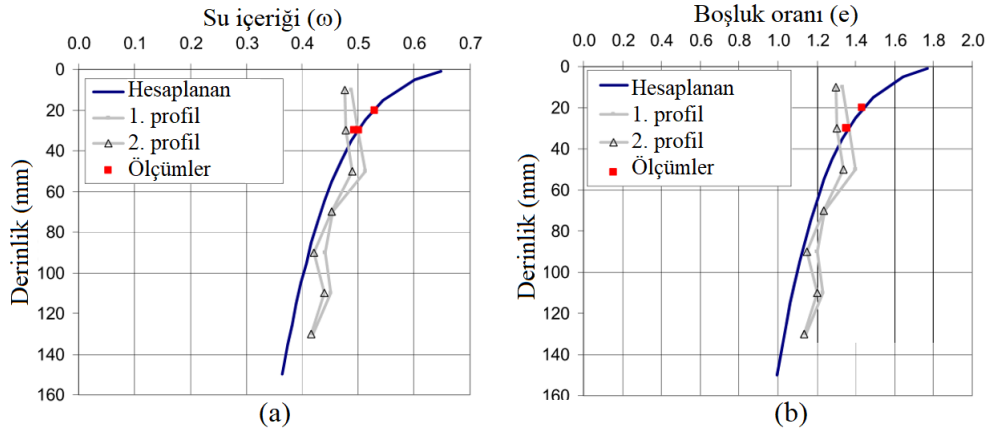 Su içeriği (ω)
0.0 0.1 0.2 0.3 0.4 0.5 0.6 0.7
Derinlik (mm)
0
20
40
60
80
100
120
140
160
Hesaplanan
1. profil
2. profil
Ölçümler
(a)
Boşluk oranı (e)
0.0 0.2 0.4 0.6 0.8 1.0 1.2 1.4 1.6 1.8 2.0
Derinlik (mm)
0
20
40
60
80
100
120
140
160
Hesaplanan
1. profil
2. profil
Ölçümler
(b)